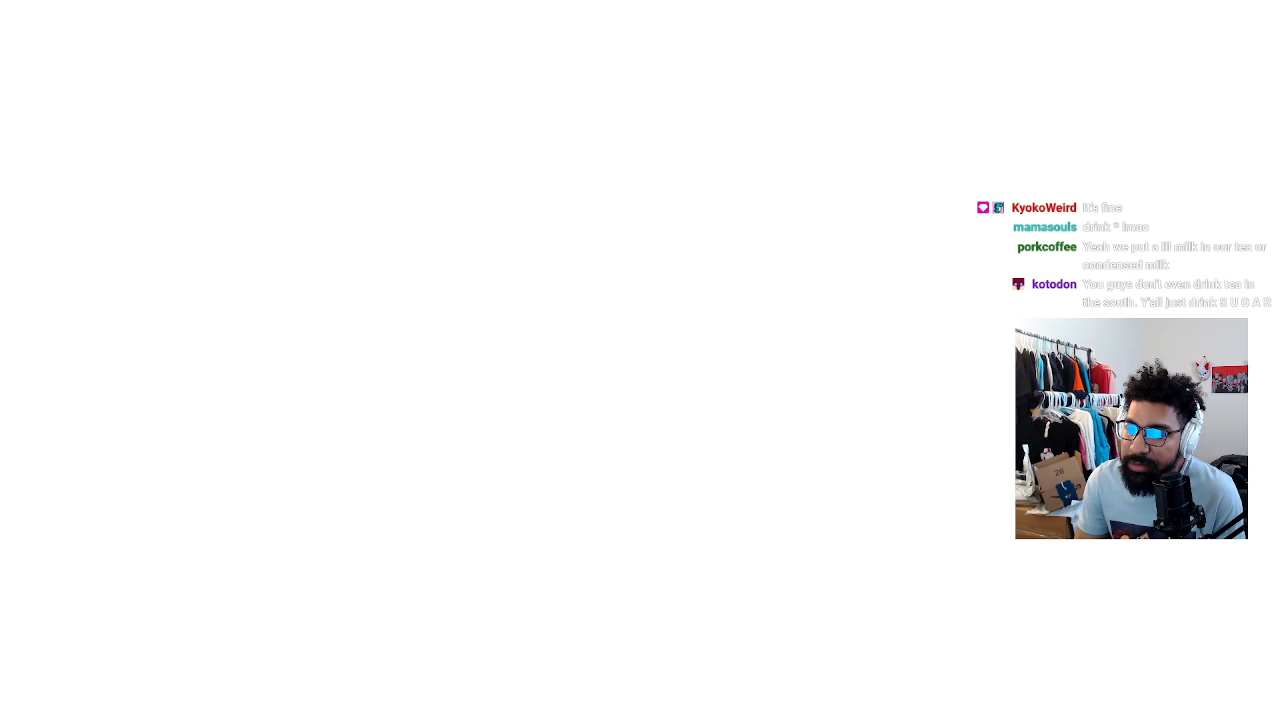 KyokoWeird It's fine
mamasouls drink * lmao
porkcoffee Yeah we put a lil milk in our tea or
condensed milk
kotodon You guys don't even drink tea in
the south. Y'all just drink S U G A R
28